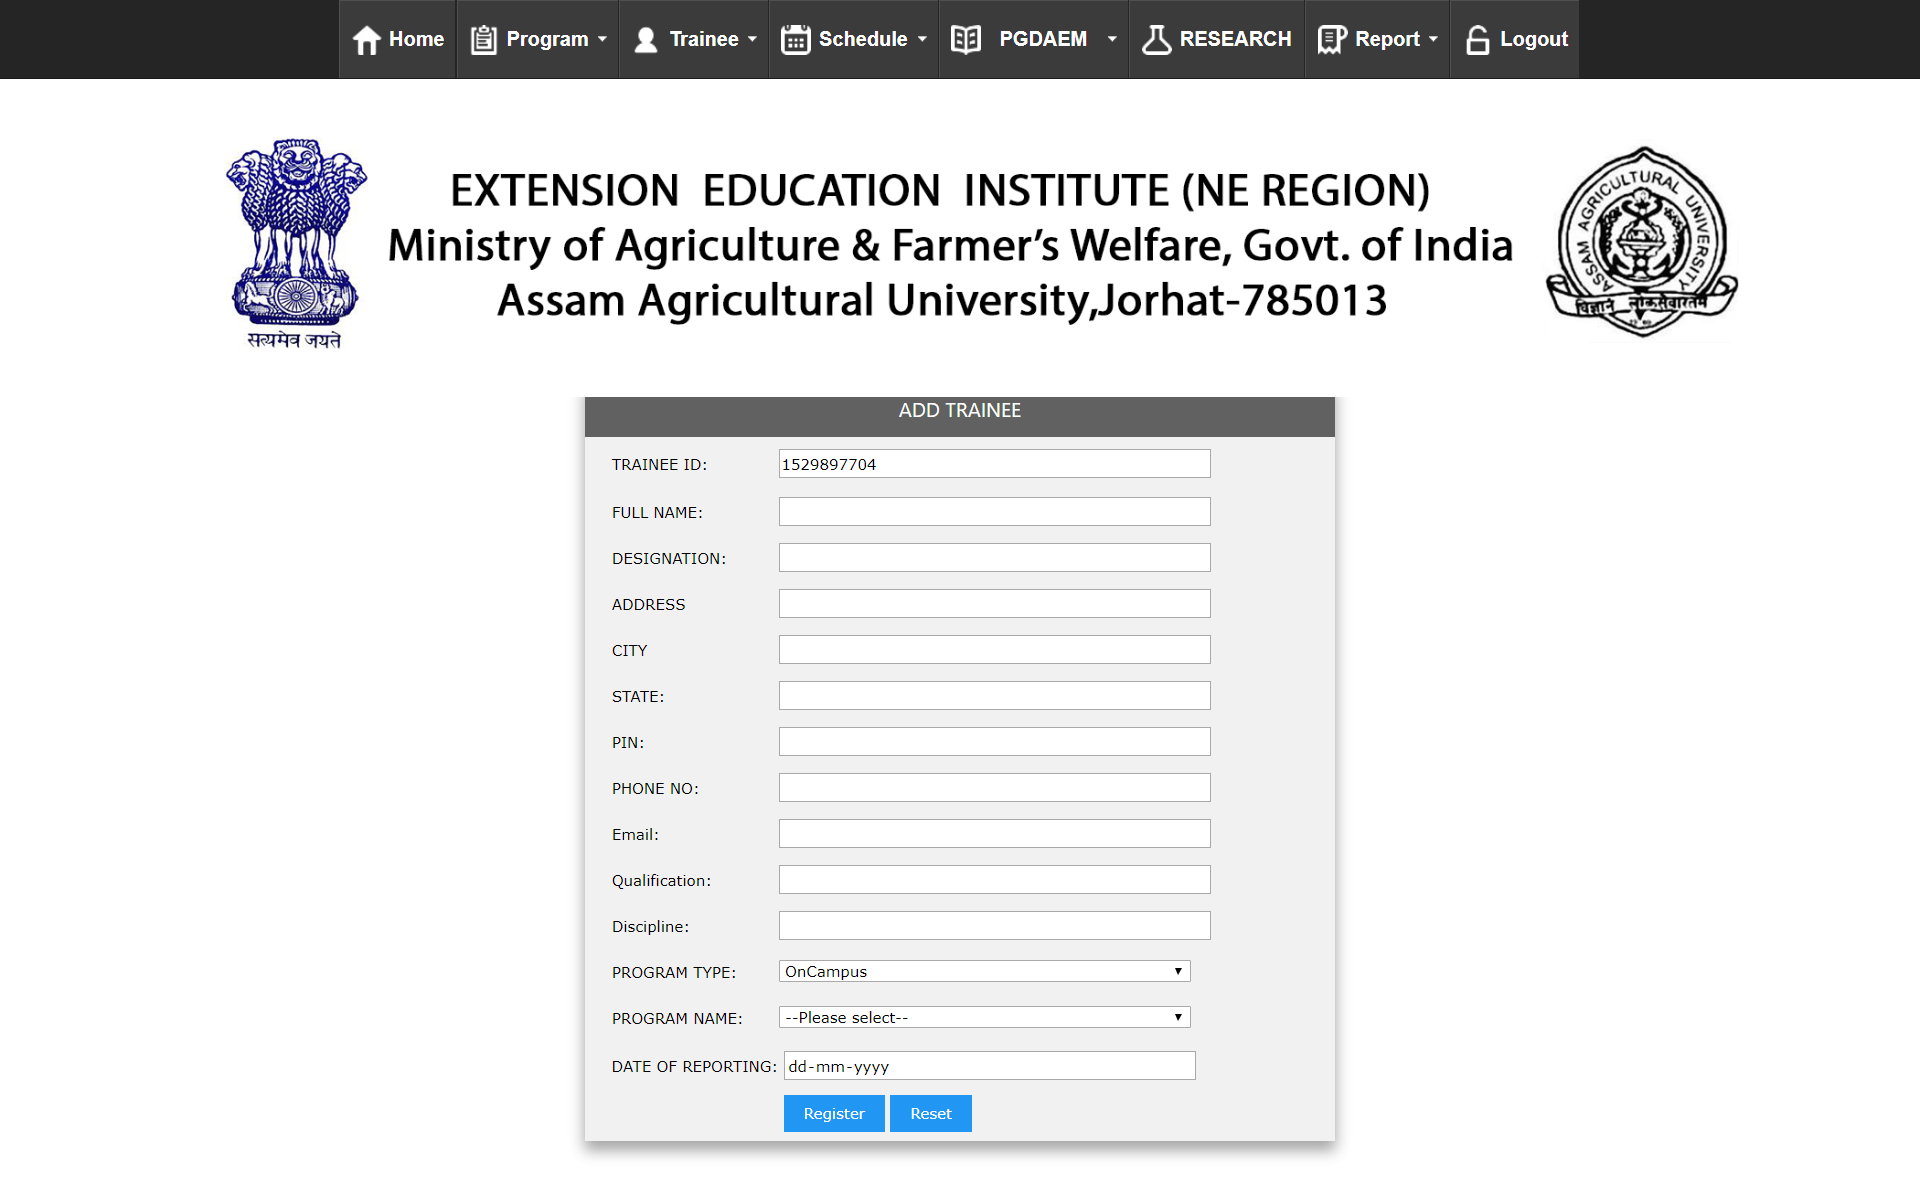 Home Program Trainee Schedule PGDAEM RESEARCH Report Logout
EXTENSION EDUCATION INSTITUTE (NE REGION)
Ministry of Agriculture & Farmer's Welfare, Govt. of India
Assam Agricultural University,Jorhat-785013
सत्यमेव जयते
ASSAM AGRICULTURAL UNIVERSITY
विज्ञानं लोकसेवारतम
ADD TRAINEE
TRAINEE ID: 1529897704
FULL NAME:
DESIGNATION:
ADDRESS
CITY
STATE:
PIN:
PHONE NO:
Email:
Qualification:
Discipline:
PROGRAM TYPE: OnCampus
PROGRAM NAME: --Please select--
DATE OF REPORTING: dd-mm-yyyy
Register Reset